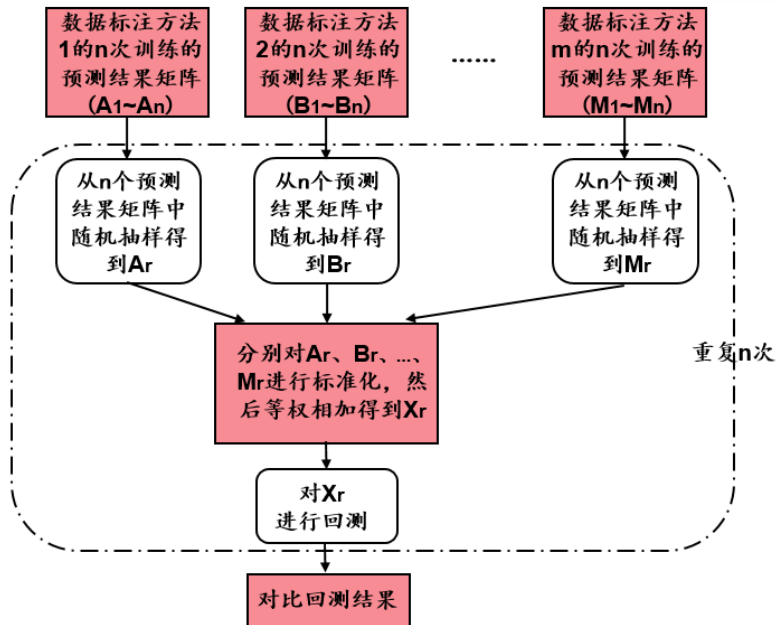 数据标注方法
1的n次训练的
预测结果矩阵
(A1~An)
数据标注方法
2的n次训练的
预测结果矩阵
(B1~Bn)
......
数据标注方法
m的n次训练的
预测结果矩阵
(M1~Mn)
从n个预测
结果矩阵中
随机抽样得
到Ar
从n个预测
结果矩阵中
随机抽样得
到Br
从n个预测
结果矩阵中
随机抽样得
到Mr
分别对Ar、Br、...、
Mr进行标准化，然
后等权相加得到Xr
重复n次
对Xr
进行回测
对比回测结果